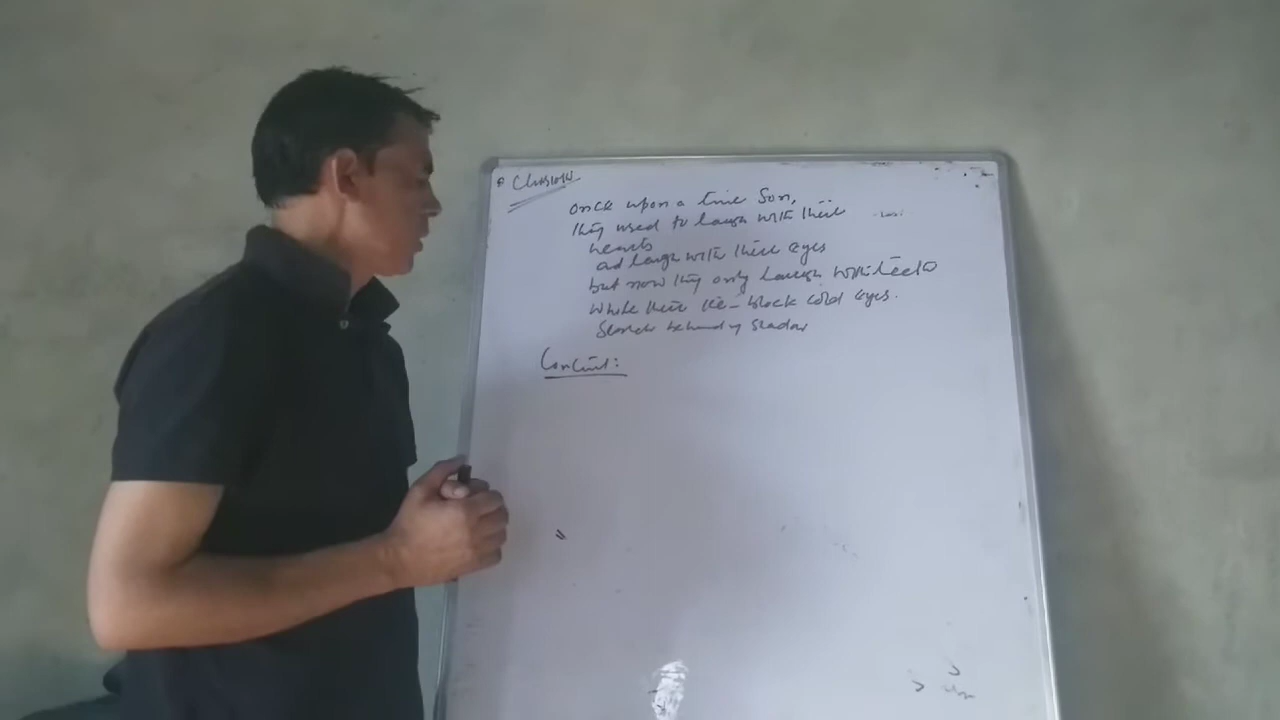 once upon a time Son,
they used to laugh with their
hearts
and laugh with their eyes
but now they only laugh with teeth
while their ice-block cold eyes.
Search behind my shadow
Context: